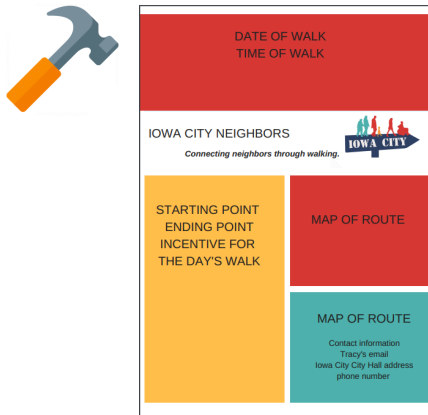 DATE OF WALK
TIME OF WALK
IOWA CITY NEIGHBORS
Connecting neighbors through walking.
IOWA CITY
STARTING POINT
ENDING POINT
INCENTIVE FOR
THE DAY'S WALK
MAP OF ROUTE
MAP OF ROUTE
Contact information
Tracy's email
Iowa City City Hall address
phone number